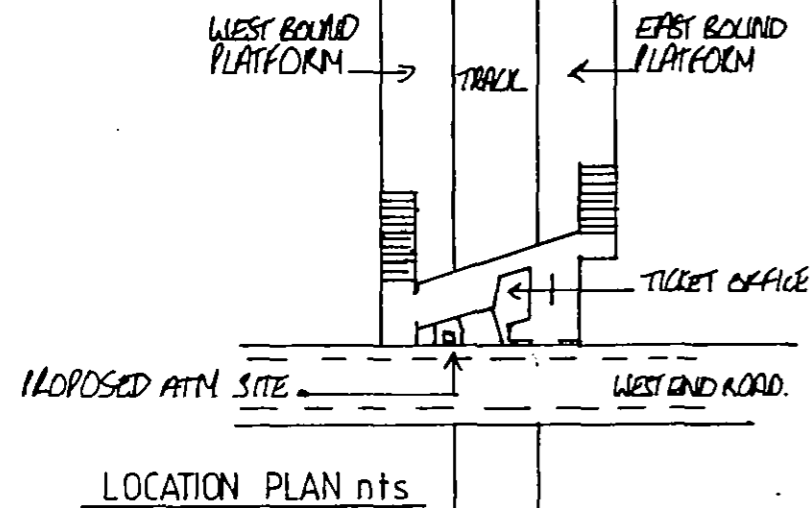 WEST BOUND
PLATFORM
TRACK
EAST BOUND
PLATFORM
TICKET OFFICE
PROPOSED ATM SITE
WEST END ROAD.
LOCATION PLAN nts